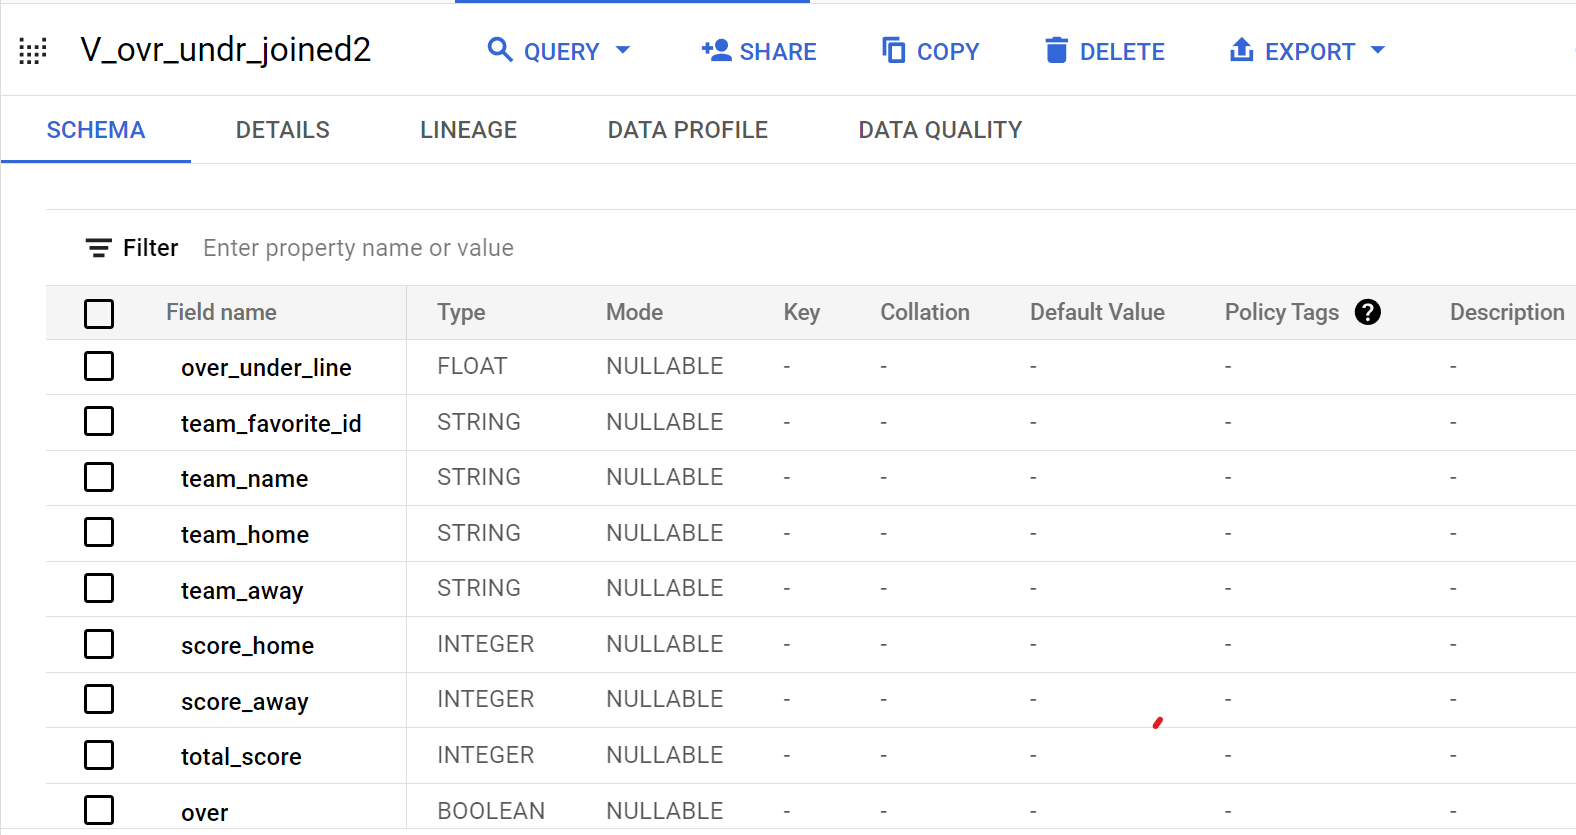 V_ovr_undr_joined2 QUERY SHARE COPY DELETE EXPORT
SCHEMA DETAILS LINEAGE DATA PROFILE DATA QUALITY
Filter Enter property name or value
Field name Type Mode Key Collation Default Value Policy Tags ? Description
over_under_line FLOAT NULLABLE - - - - -
team_favorite_id STRING NULLABLE - - - - -
team_name STRING NULLABLE - - - - -
team_home STRING NULLABLE - - - - -
team_away STRING NULLABLE - - - - -
score_home INTEGER NULLABLE - - - - -
score_away INTEGER NULLABLE - - - - -
total_score INTEGER NULLABLE - - - - -
over BOOLEAN NULLABLE - - - - -